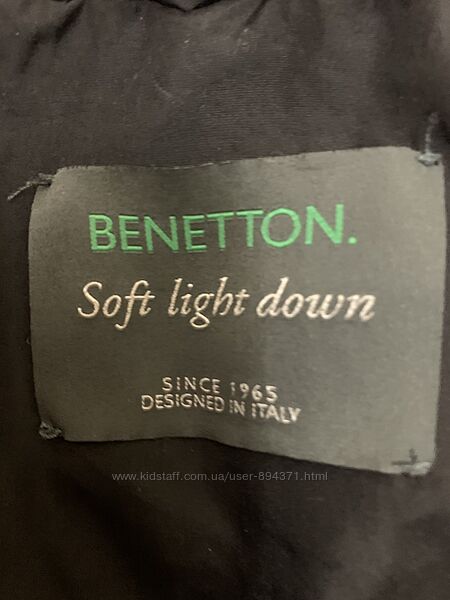 BENETTON.
Soft light down
SINCE 1965
DESIGNED IN ITALY
www.kidstaff.com.ua/user-894371.html